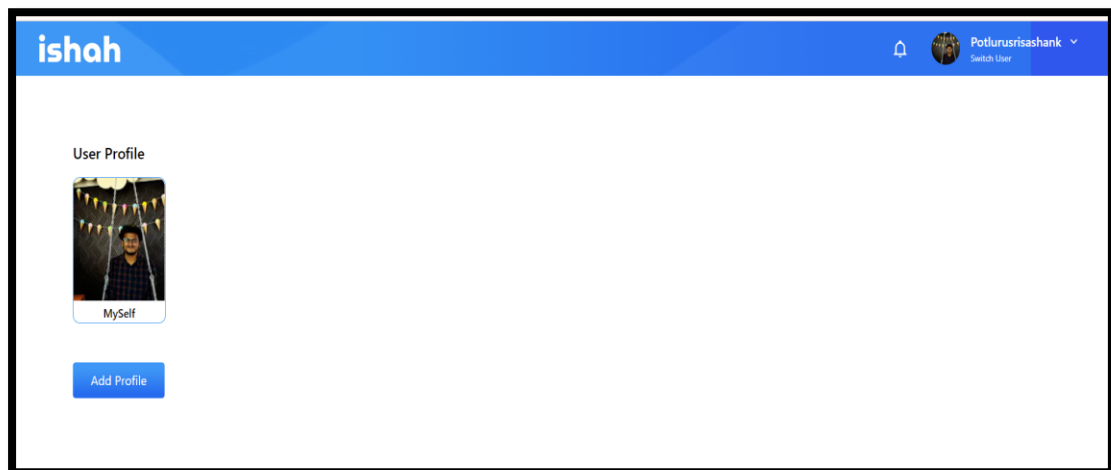 ishah
Potlurusrisashank
Switch User
User Profile
MySelf
Add Profile